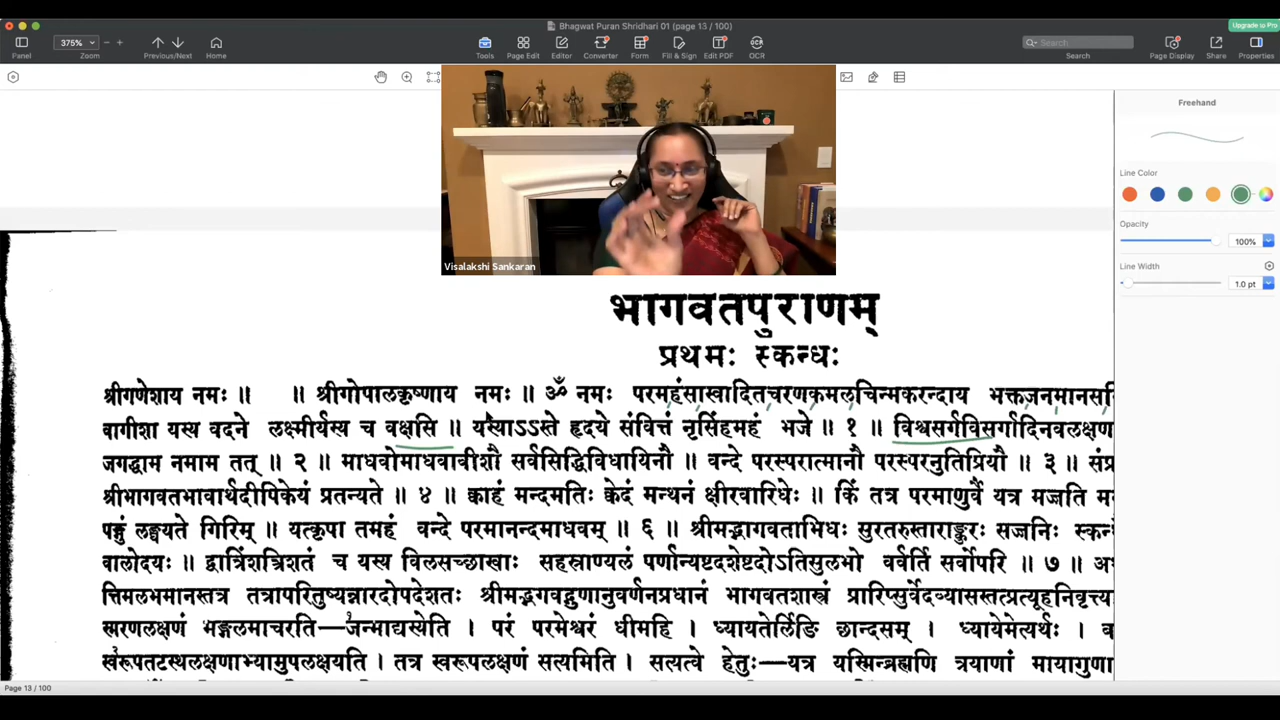 Bhagwat Puran Shridhari 01 (page 13 / 100)
Upgrade to Pro
375%
Panel
Zoom
Previous/Next
Home
Tools
Page Edit
Editor
Converter
Form
Fill & Sign
Edit PDF
OCR
Search
Search
Page Display
Share
Properties
Freehand
Line Color
Opacity
100%
Line Width
1.0 pt
Visalakshi Sankaran
भागवतपुराणम्
प्रथमः स्कन्धः
श्रीगणेशाय नमः ॥ ॥ श्रीगोपालकृष्णाय नमः ॥ ॐ नमः परमहंसास्वादितचरणकमलचिन्मकरन्दाय भक्तजनमानस
वागीशा यस्य वदने लक्ष्मीर्यस्य च वक्षसि ॥ यस्याऽऽस्ते हृदये संवित्तं नृसिंहमहं भजे ॥ १ ॥ विश्वसर्गविसर्गादिनवलक्षण
जगद्धाम नमाम तत् ॥ २ ॥ माधवोमाधवावीशौ सर्वसिद्धिविधायिनौ ॥ वन्दे परस्परात्मानौ परस्परनुतिप्रियौ ॥ ३ ॥ संप्र
श्रीभागवतभावार्थदीपिकेयं प्रतन्यते ॥ ४ ॥ क्वाहं मन्दमतिः क्वेदं मन्थनं क्षीरवारिधेः ॥ किं तत्र परमाणुर्वै यत्र मज्जति म
पङ्गुं लङ्घयते गिरिम् ॥ यत्कृपा तमहं वन्दे परमानन्दमाधवम् ॥ ६ ॥ श्रीमद्भागवताभिधः सुरतरुस्ताराङ्कुरः सज्जनिः स्कन्धै
वालोदयः ॥ द्वात्रिंशत्रिशतं च यस्य विलसच्छाखाः सहस्राण्यलं पर्णान्यष्टदशेष्टदोऽतिसुलभो वर्वर्ति सर्वोपरि ॥ ७ ॥
त्तिमलभमानस्तत्र तत्रापरितुष्यन्नारदोपदेशतः श्रीमद्भगवद्गुणानुवर्णनप्रधानं भागवतशास्त्रं प्रारिप्सुर्वेदव्यासस्तत्प्रत्यूहनिवृत्त्या
स्मरणलक्षणं मङ्गलमाचरति—जन्माद्यस्येति । परं परमेश्वरं धीमहि । ध्यायतेर्लिङि छान्दसम् । ध्यायेमेत्यर्थः ।
स्वरूपतटस्थलक्षणाभ्यामुपलक्षयति । तत्र स्वरूपलक्षणं सत्यमिति । सत्यत्वे हेतुः—यत्र यस्मिन्ब्रह्मणि त्रयाणां मायागुणा
Page 13 / 100